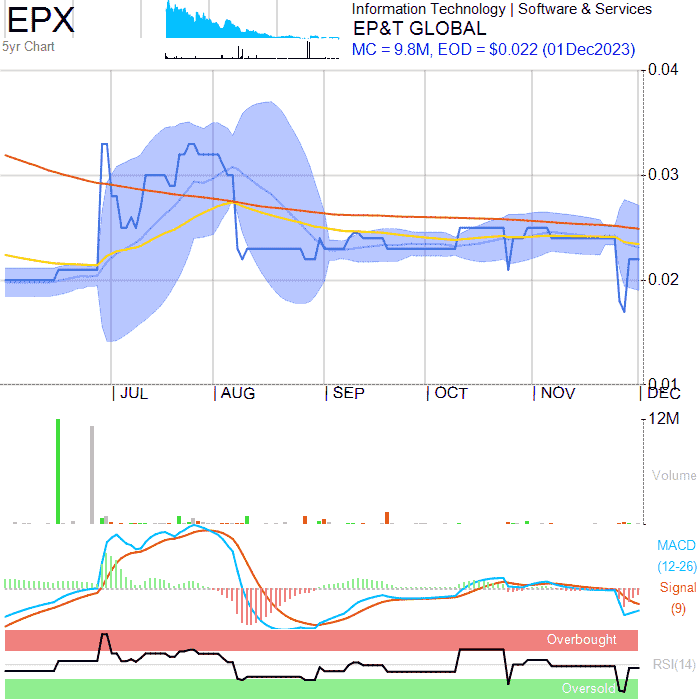 EPX
5yr Chart
Information Technology | Software & Services
EP&T GLOBAL
MC = 9.8M, EOD = $0.022 (01Dec2023)
0.04
0.03
0.02
0.01
| JUL | AUG | SEP | OCT | NOV | DEC
12M
Volume
MACD
(12-26)
Signal
(9)
Overbought
RSI(14)
Oversold